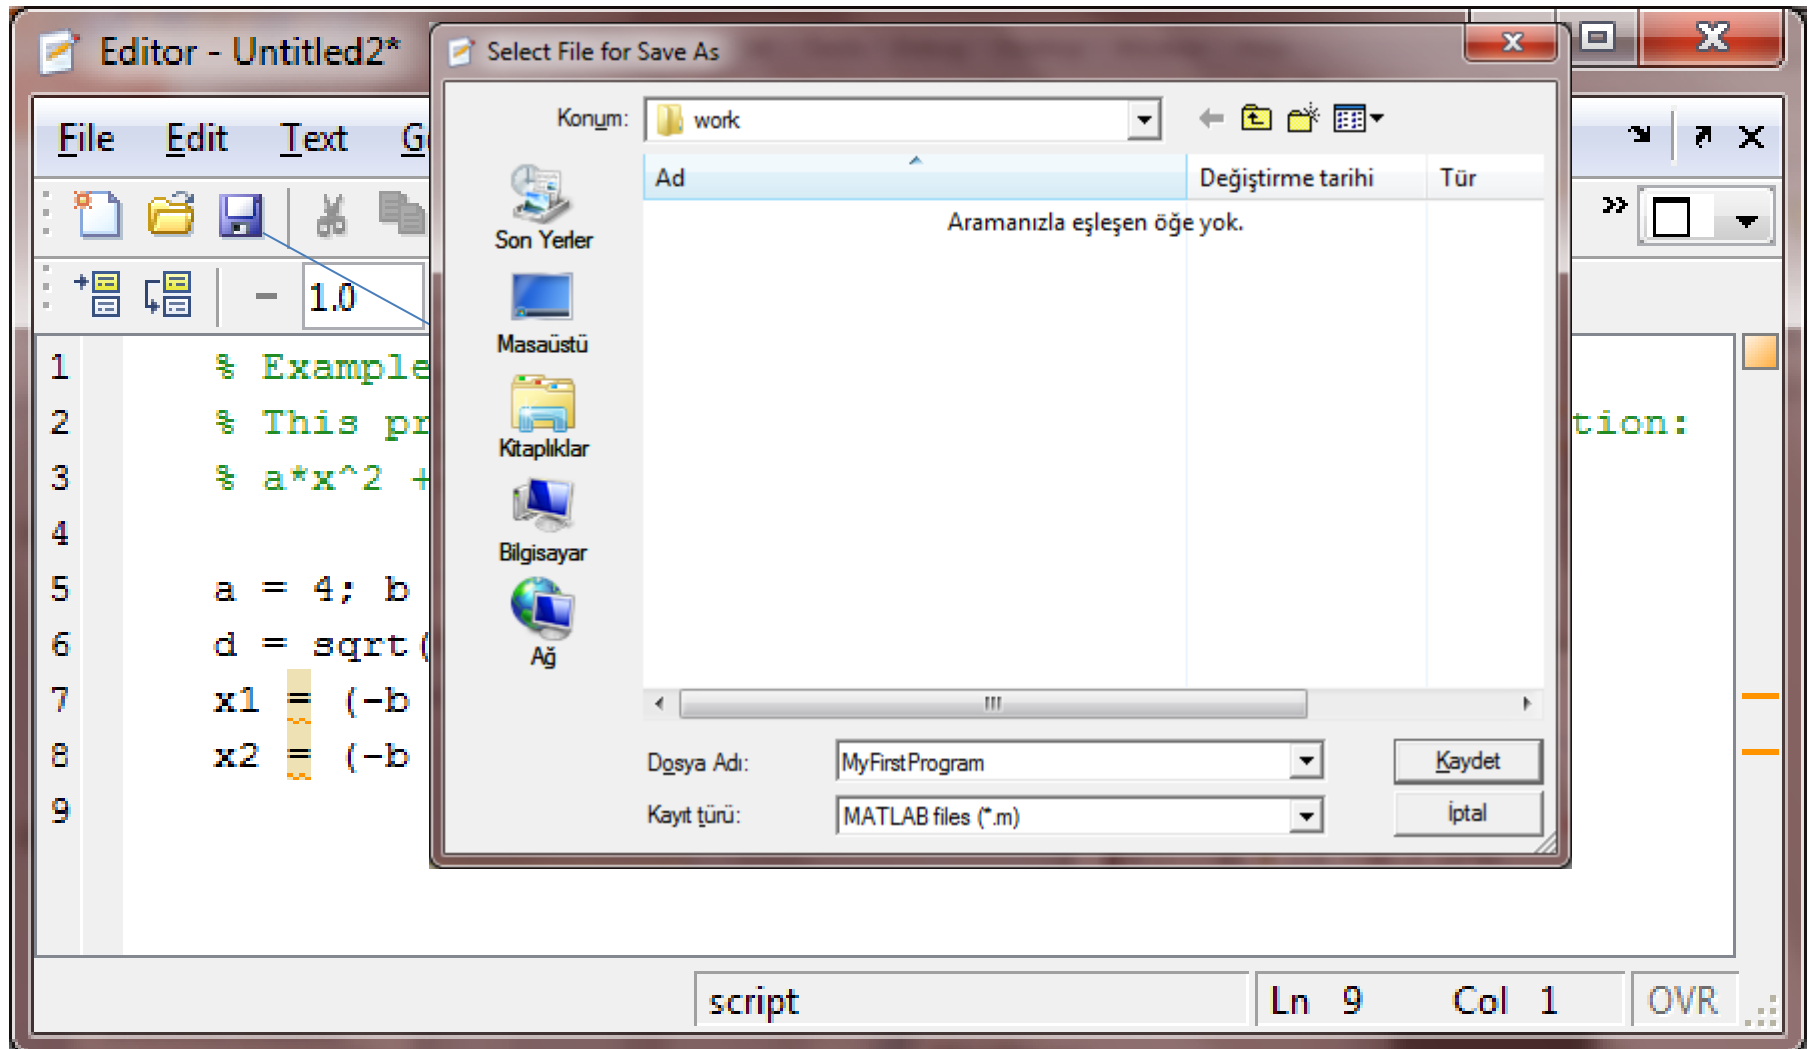 Editor - Untitled2*
Select File for Save As
File Edit Text G
Konum: work
Ad Değiştirme tarihi Tür
Aramanızla eşleşen öğe yok.
Son Yerler
Masaüstü
Kitaplıklar
Bilgisayar
Ağ
Dosya Adı: MyFirstProgram Kaydet
Kayıt türü: MATLAB files (*.m) İptal
1.0
1 % Example
2 % This pr tion:
3 % a*x^2 +
4
5 a = 4; b
6 d = sqrt(
7 x1 = (-b
8 x2 = (-b
9
script Ln 9 Col 1 OVR